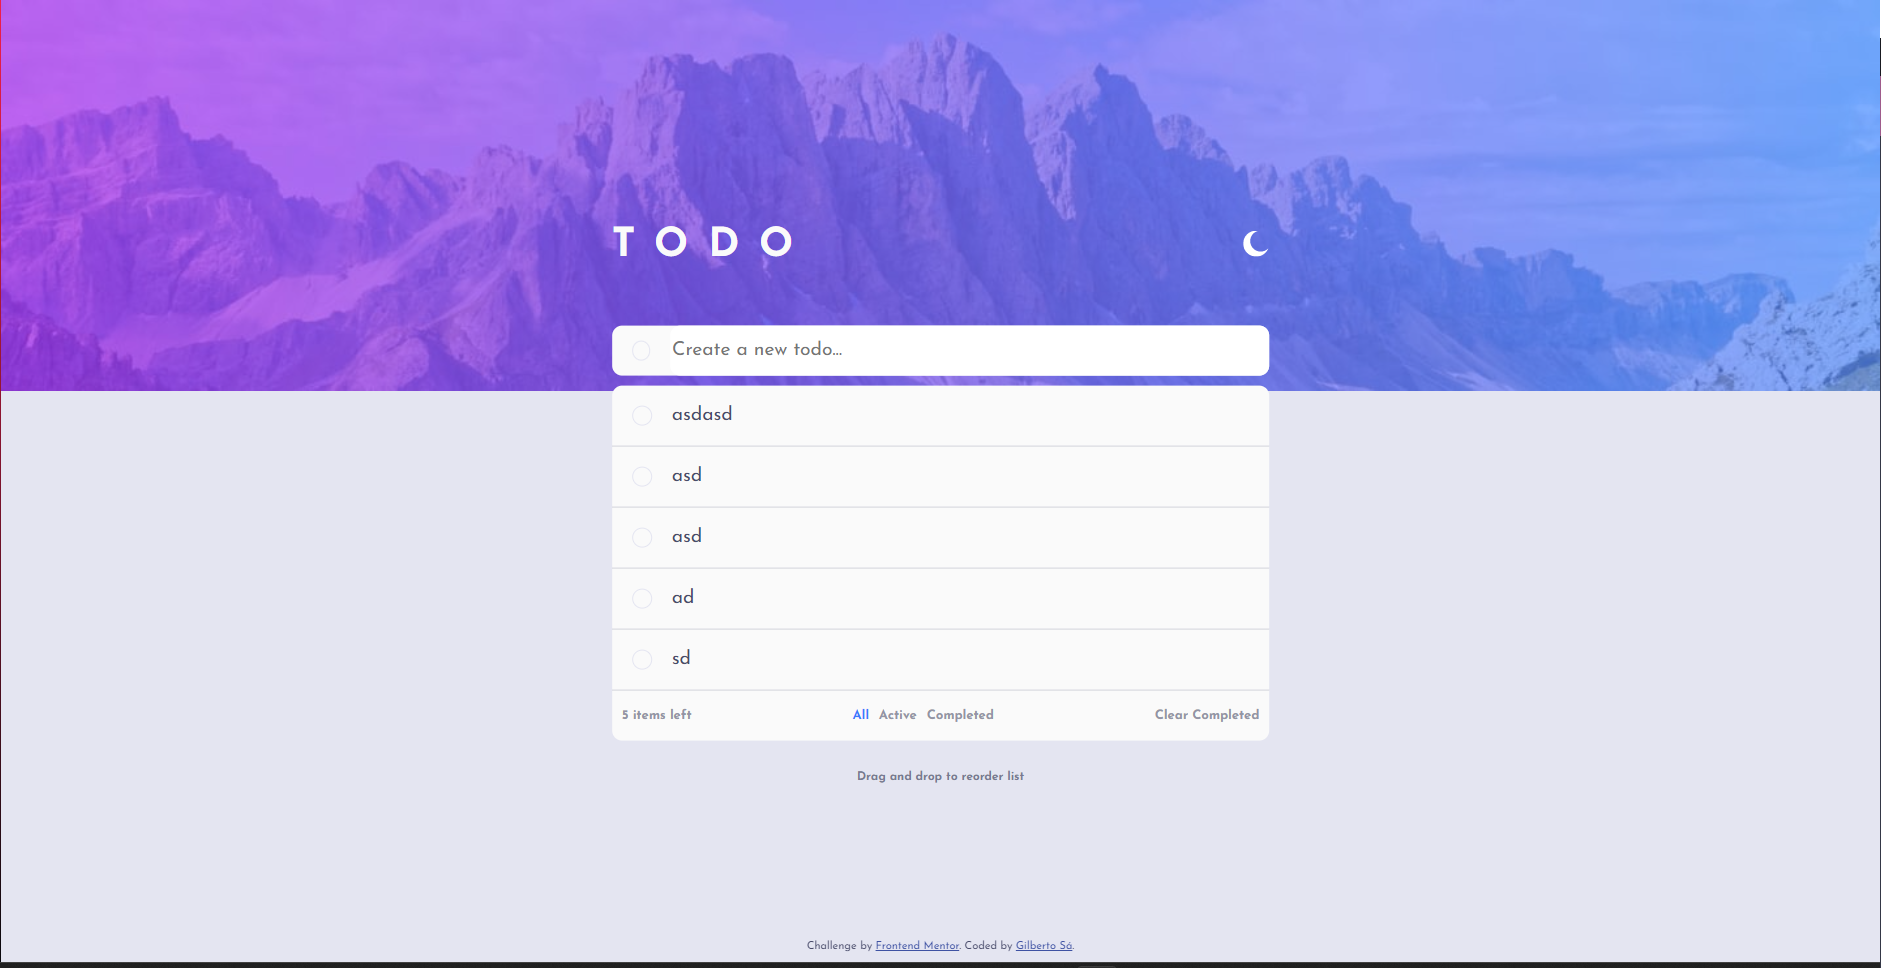 TODO
Create a new todo...
asdasd
asd
asd
ad
sd
5 items left All Active Completed Clear Completed
Drag and drop to reorder list
Challenge by Frontend Mentor. Coded by Gilberto Sá.